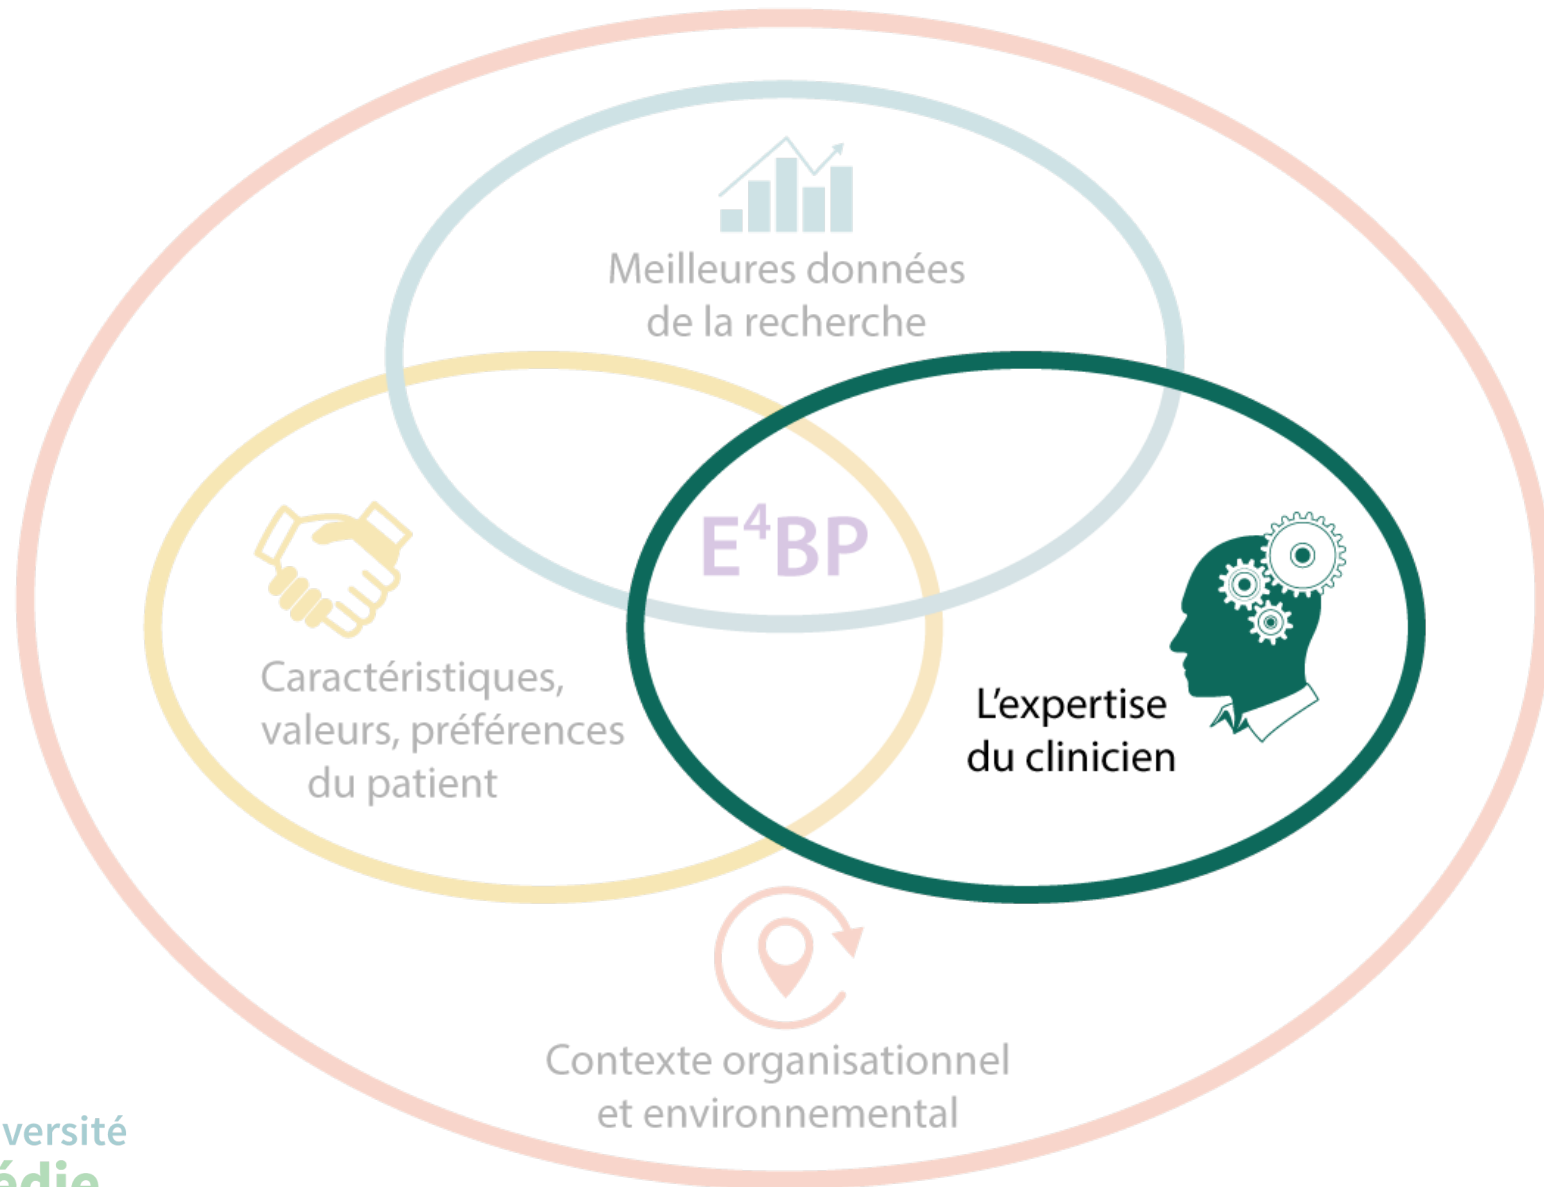 Meilleures données
de la recherche
E⁴BP
Caractéristiques,
valeurs, préférences
du patient
L’expertise
du clinicien
Contexte organisationnel
et environnemental
versité
édie